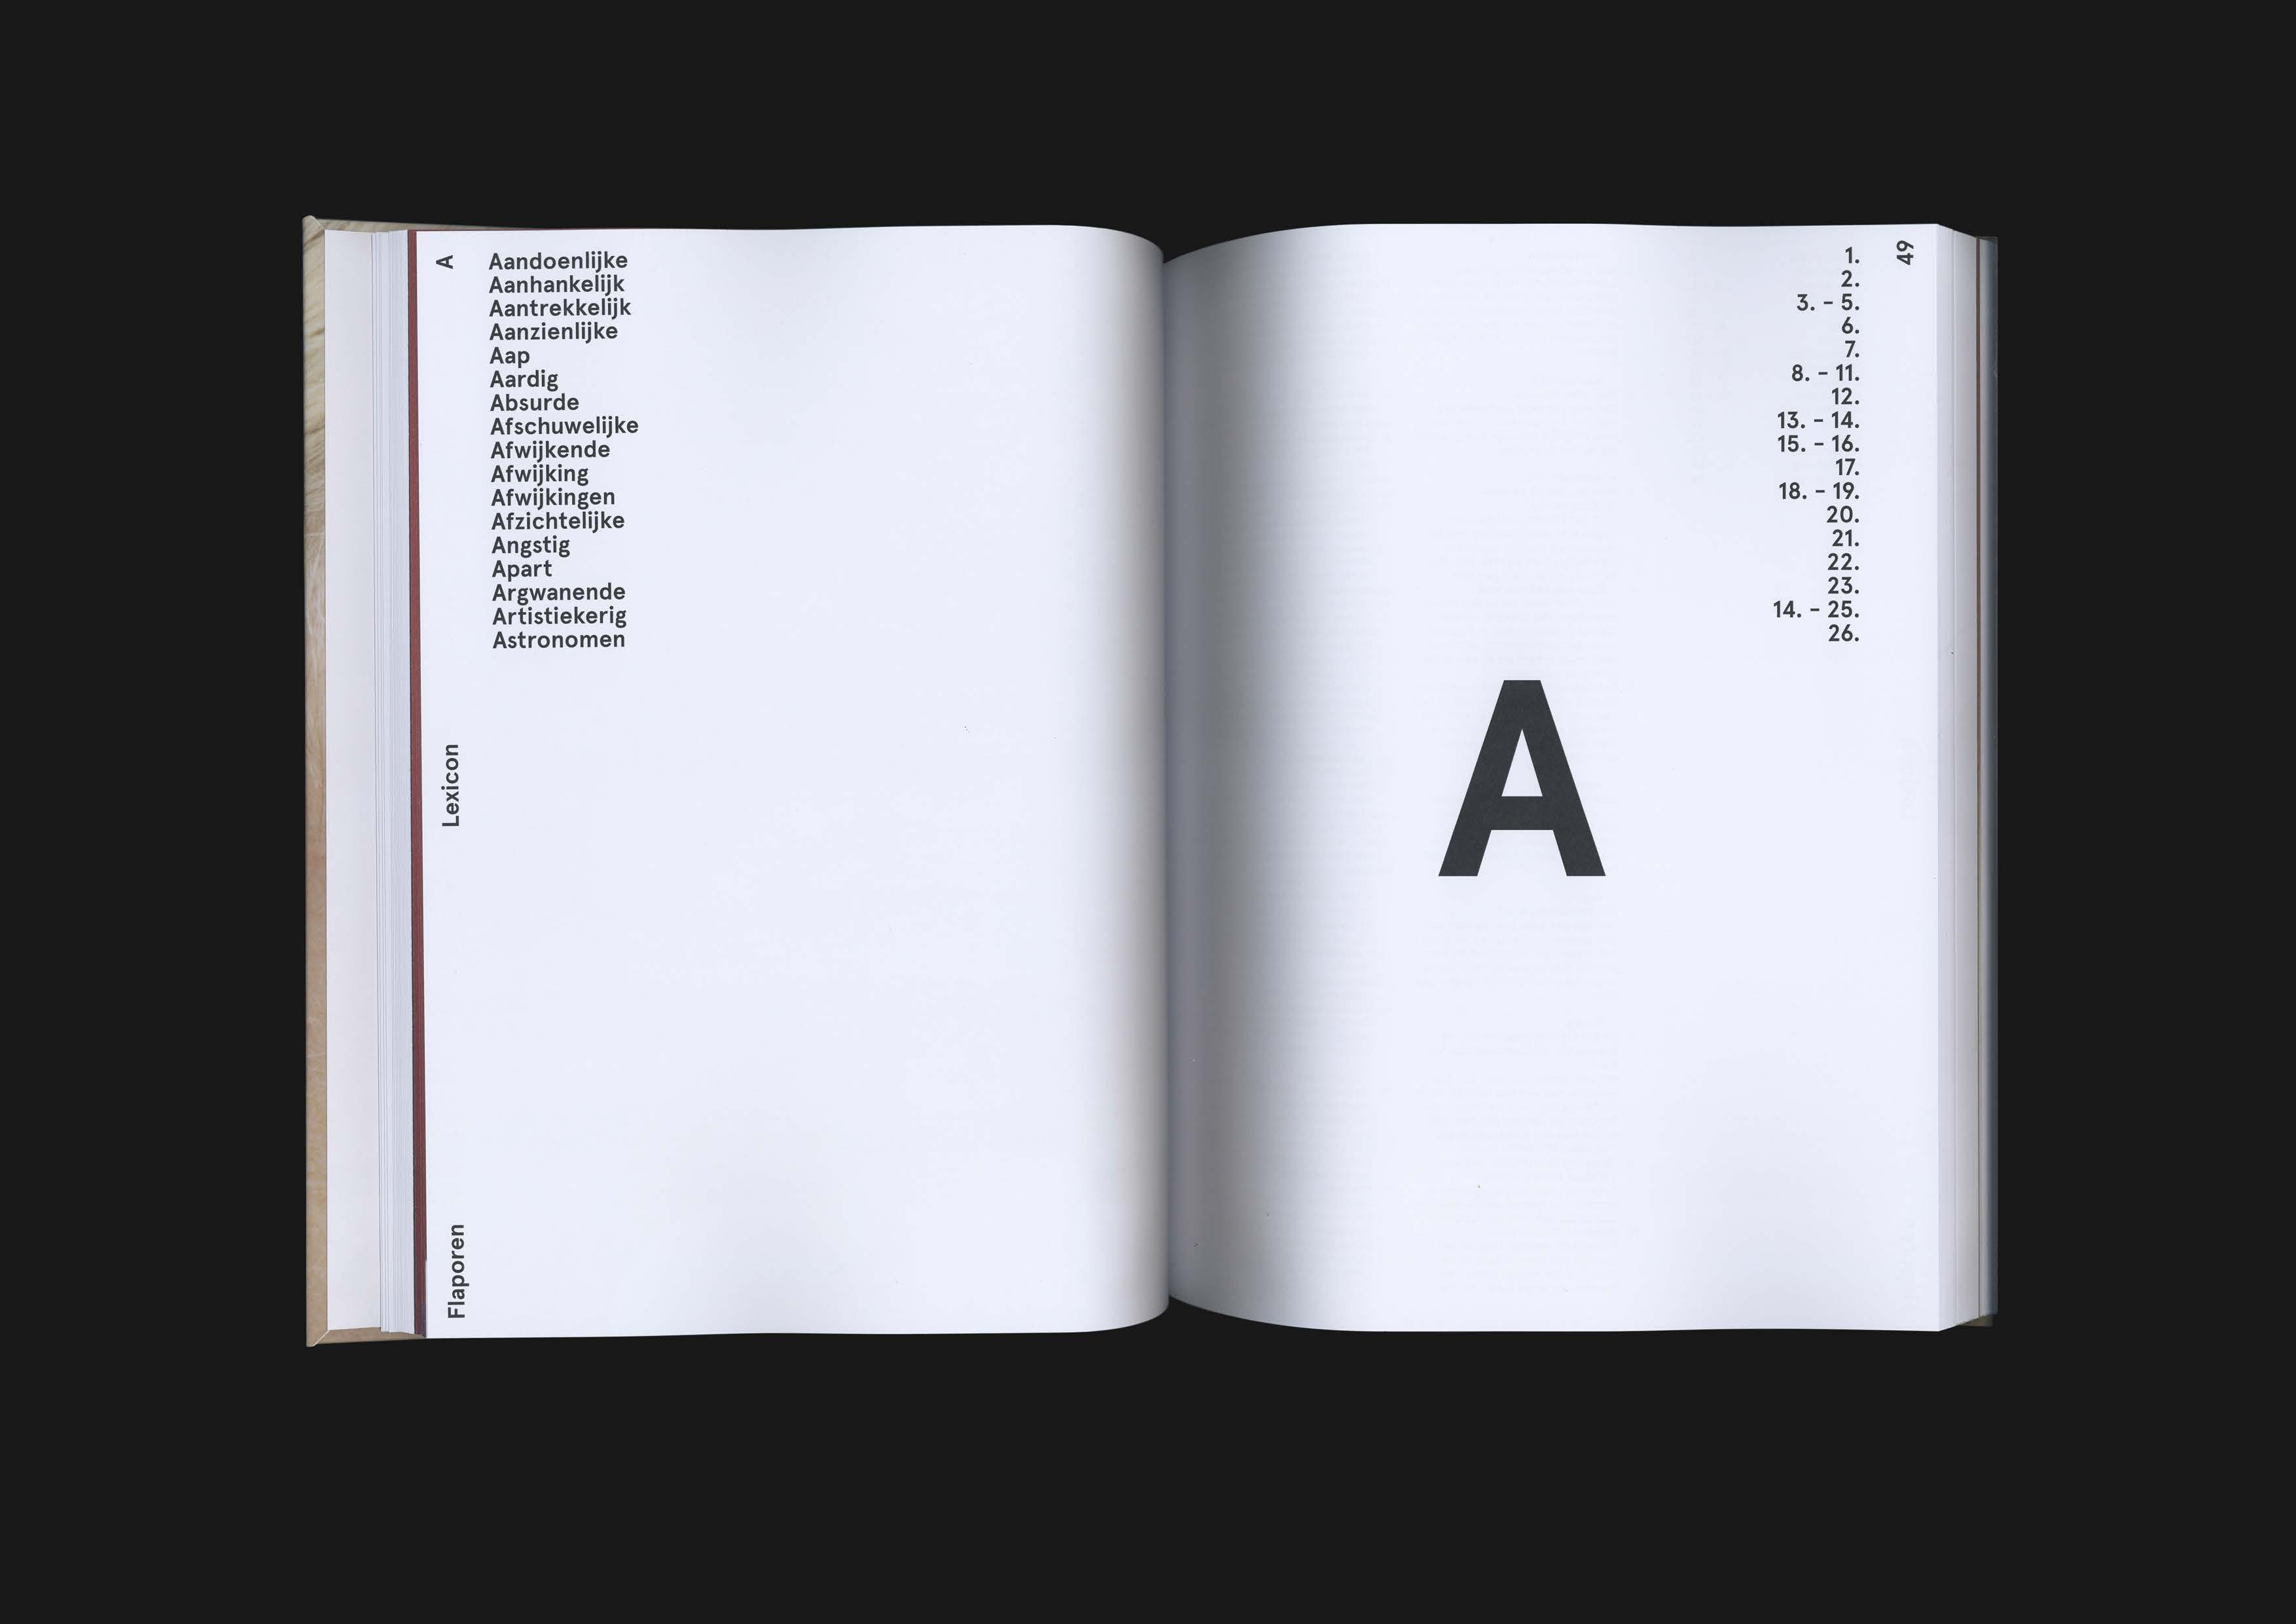 A
Aandoenlijke
Aanhankelijk
Aantrekkelijk
Aanzienlijke
Aap
Aardig
Absurde
Afschuwelijke
Afwijkende
Afwijking
Afwijkingen
Afzichtelijke
Angstig
Apart
Argwanende
Artistiekerig
Astronomen
Lexicon
Flaporen
1.
2.
3. – 5.
6.
7.
8. – 11.
12.
13. – 14.
15. – 16.
17.
18. – 19.
20.
21.
22.
23.
14. – 25.
26.
49
A